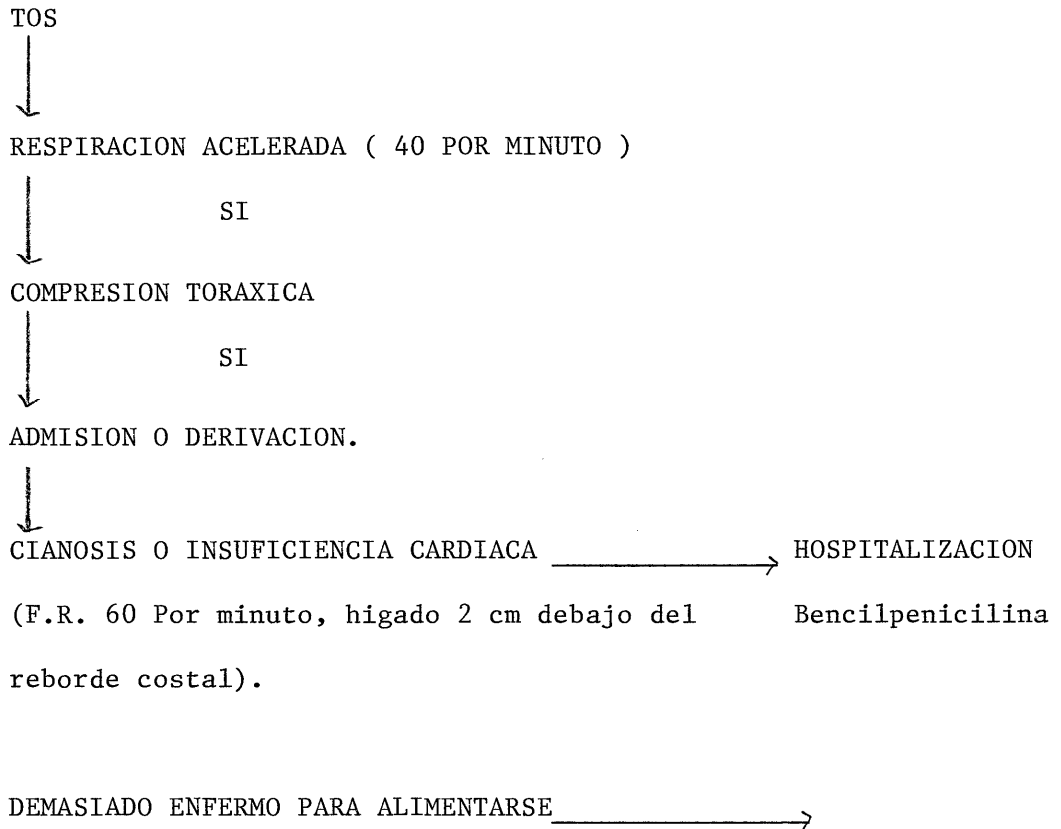 TOS
RESPIRACION ACELERADA ( 40 POR MINUTO )
SI
COMPRESION TORAXICA
SI
ADMISION O DERIVACION.
CIANOSIS O INSUFICIENCIA CARDIACA HOSPITALIZACION
(F.R. 60 Por minuto, higado 2 cm debajo del Bencilpenicilina
reborde costal).
DEMASIADO ENFERMO PARA ALIMENTARSE